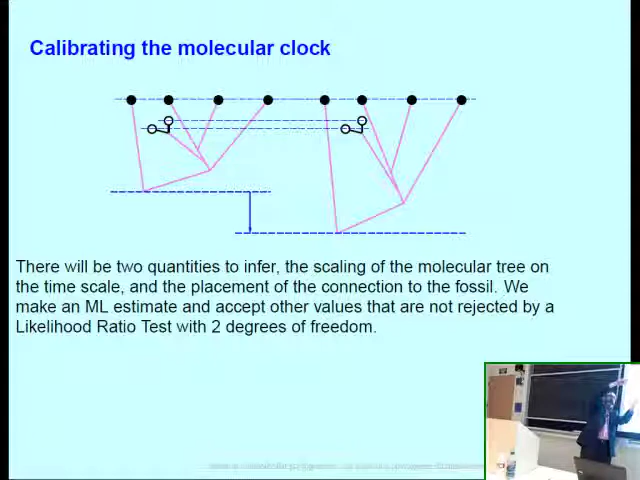 Calibrating the molecular clock
There will be two quantities to infer, the scaling of the molecular tree on
the time scale, and the placement of the connection to the fossil. We
make an ML estimate and accept other values that are not rejected by a
Likelihood Ratio Test with 2 degrees of freedom.